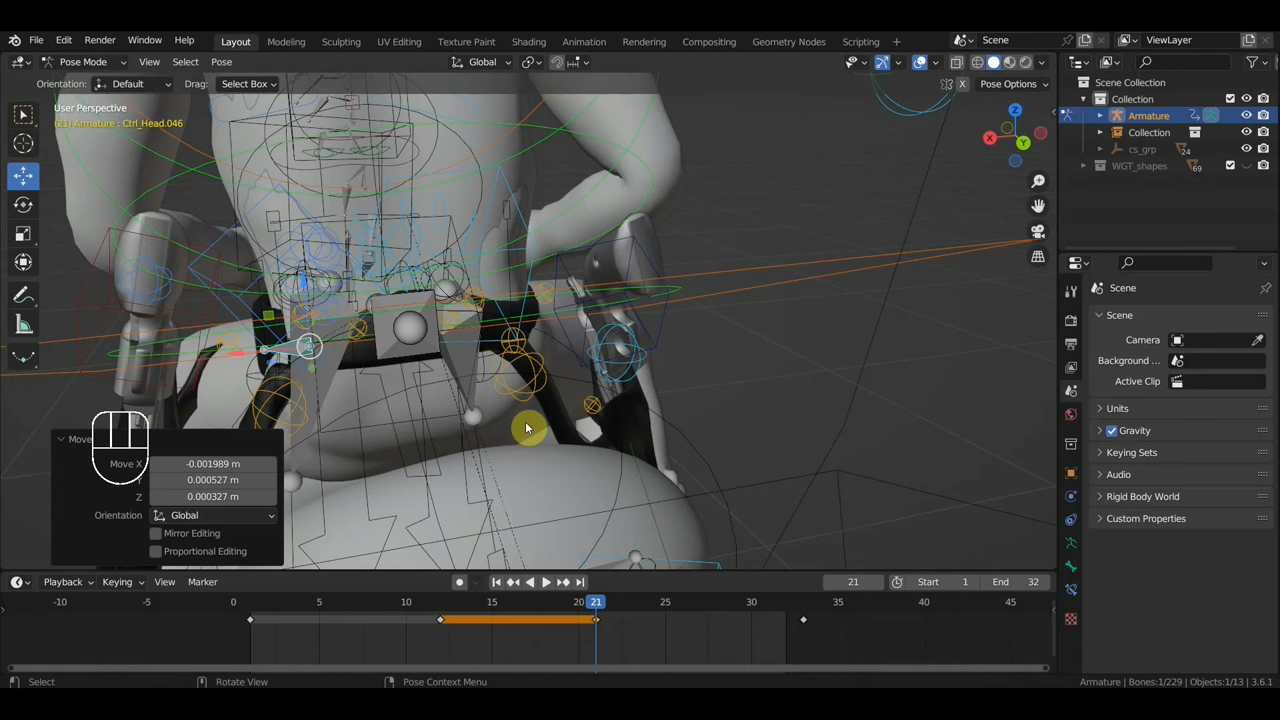 File Edit Render Window Help Layout Modeling Sculpting UV Editing Texture Paint Shading Animation Rendering Compositing Geometry Nodes Scripting + Scene ViewLayer
Pose Mode View Select Pose Global
Orientation: Default Drag: Select Box X Pose Options
User Perspective
(21) Armature : Ctrl_Head.046
Scene Collection
Collection
Armature
Collection
cs_grp 24
WGT_shapes 69
Z
X
Y
Scene
Scene
Camera
Background ...
Active Clip
Units
Gravity
Keying Sets
Audio
Rigid Body World
Custom Properties
Move
Move X -0.001989 m
0.000527 m
Z 0.000327 m
Orientation Global
Mirror Editing
Proportional Editing
Playback Keying View Marker 21 Start 1 End 32
-10 -5 0 5 10 15 20 21 25 30 35 40 45
Select Rotate View Pose Context Menu Armature | Bones:1/229 | Objects:1/13 | 3.6.1